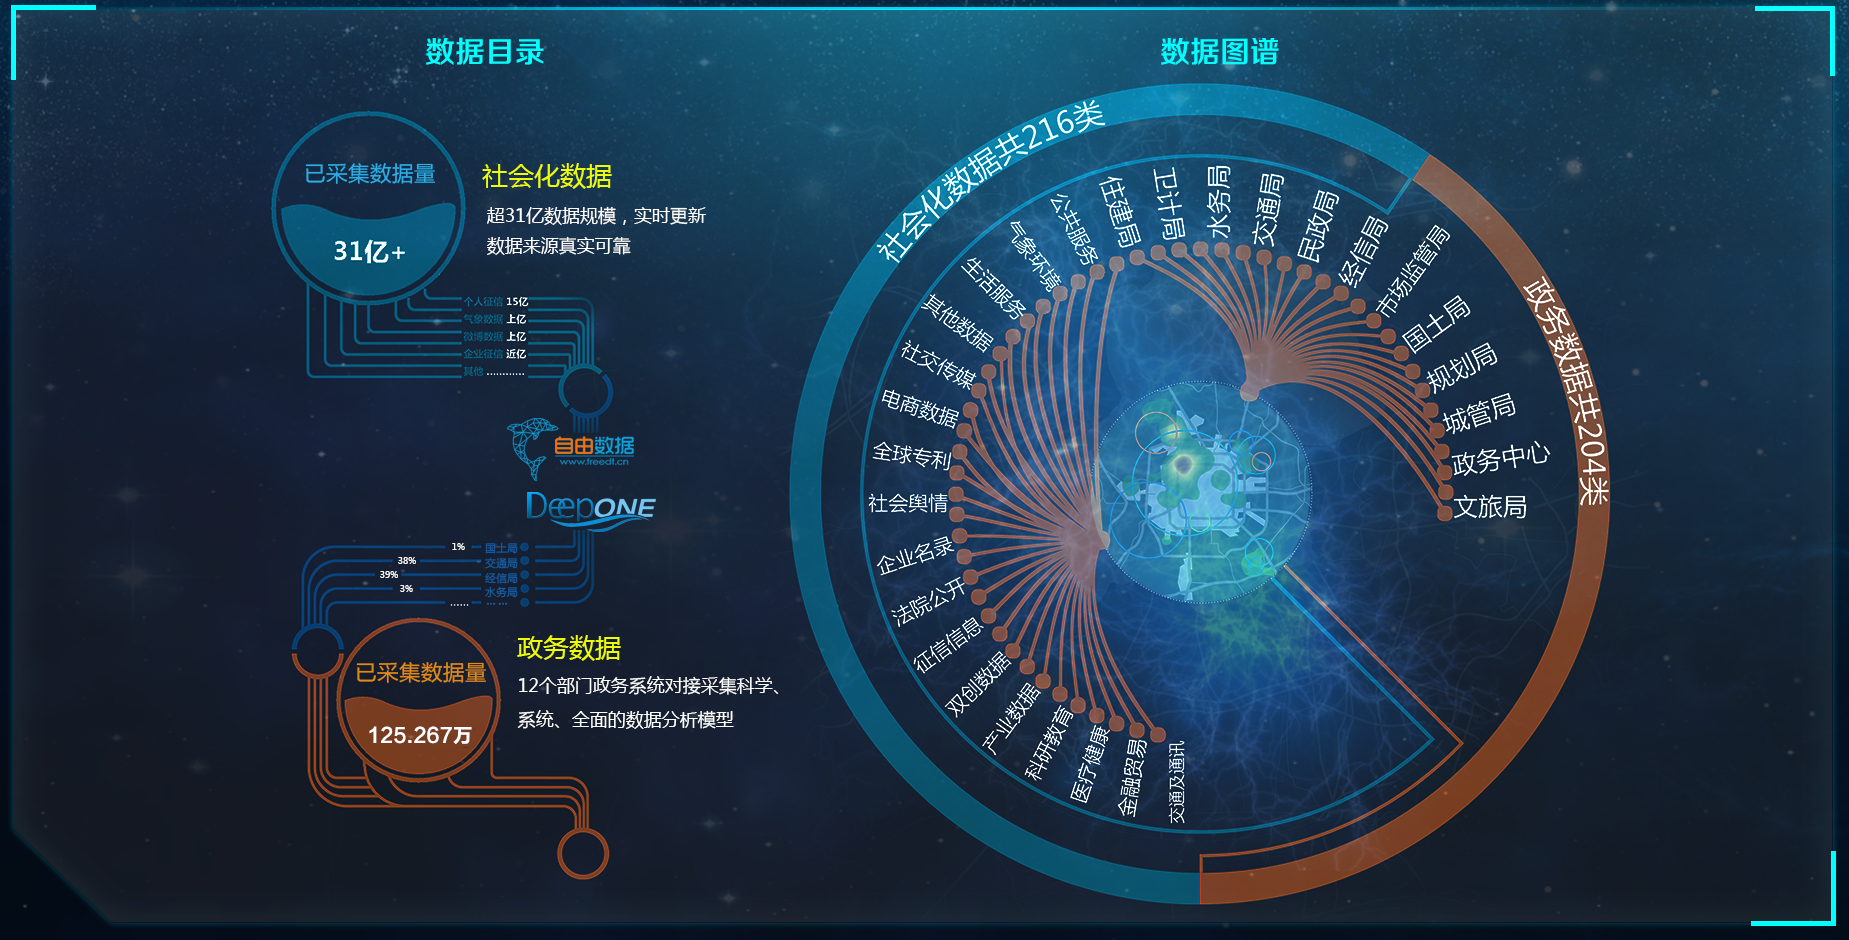 数据目录
已采集数据量
31亿+
社会化数据
超31亿数据规模，实时更新
数据来源真实可靠
个人征信 15亿
气象数据 上亿
微博数据 上亿
企业征信 近亿
其他 ............
自由数据
www.freedt.cn
DeepONE
1% 国土局
38% 交通局
39% 经信局
3% 水务局
...... ... ...
已采集数据量
125.267万
政务数据
12个部门政务系统对接采集科学、
系统、全面的数据分析模型
数据图谱
社会化数据共216类
政务数据共204类
住建局
卫计局
水务局
交通局
民政局
经信局
市场监管局
国土局
规划局
城管局
政务中心
文旅局
公共服务
气象环境
生活服务
其他数据
社交传媒
电商数据
全球专利
社会舆情
企业名录
法院公开
征信信息
双创数据
产业数据
科研教育
医疗健康
金融贸易
交通及通讯